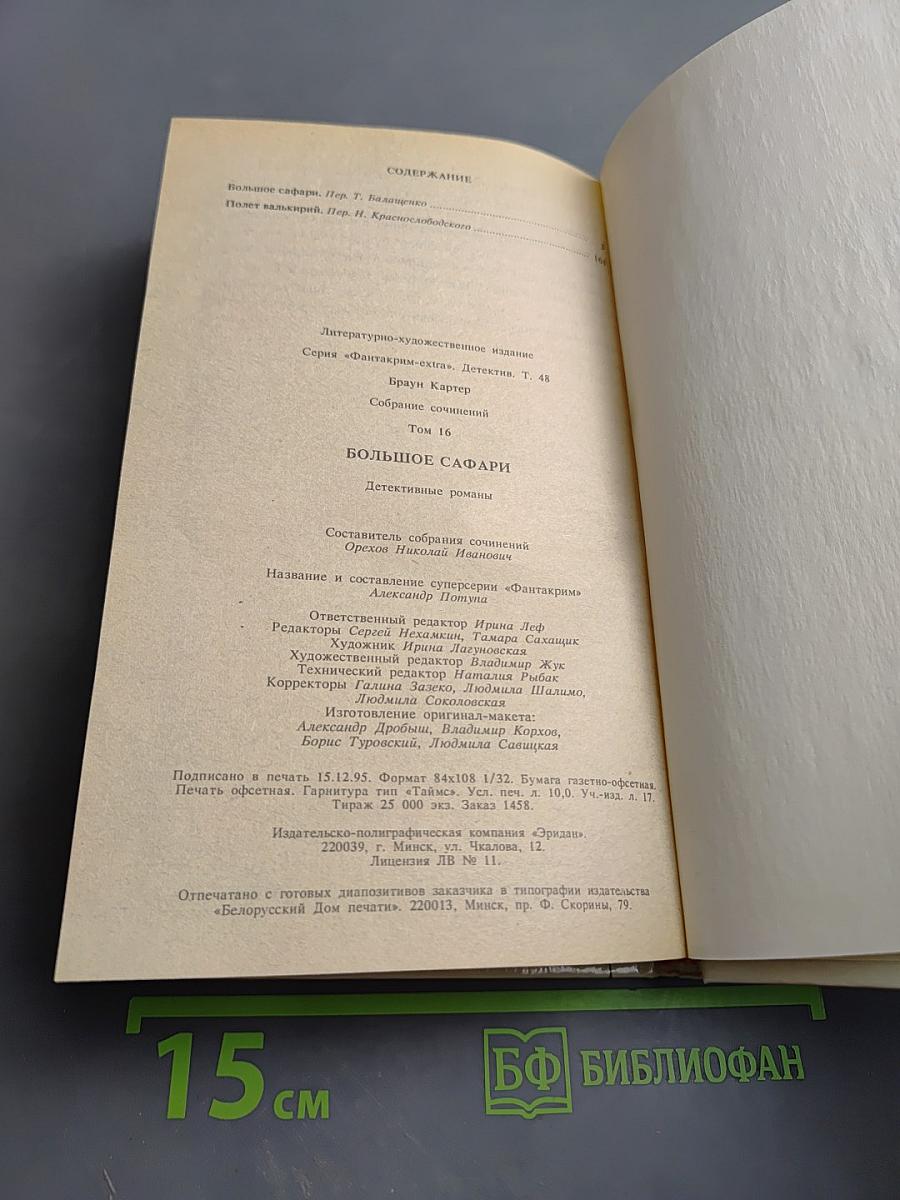 СОДЕРЖАНИЕ
Большое сафари. Пер. Т. Балащенко
Полет валькирий. Пер. Н. Краснослободского
Литературно-художественное издание
Серия «Фантакрим-extra». Детектив. Т. 48
Браун Картер
Собрание сочинений
Том 16
БОЛЬШОЕ САФАРИ
Детективные романы
Составитель собрания сочинений
Орехов Николай Иванович
Название и составление суперсерии «Фантакрим»
Александр Потупа
Ответственный редактор Ирина Леф
Редакторы Сергей Нехамкин, Тамара Сахащик
Художник Ирина Лагуновская
Художественный редактор Владимир Жук
Технический редактор Наталия Рыбак
Корректоры Галина Зазеко, Людмила Шалимо,
Людмила Соколовская
Изготовление оригинал-макета:
Александр Дробыш, Владимир Корхов,
Борис Туровский, Людмила Савицкая
Подписано в печать 15.12.95. Формат 84x108 1/32. Бумага газетно-офсетная.
Печать офсетная. Гарнитура тип «Таймс». Усл. печ. л. 10,0. Уч.-изд. л. 17.
Тираж 25 000 экз. Заказ 1458.
Издательско-полиграфическая компания «Эридан».
220039, г. Минск, ул. Чкалова, 12.
Лицензия ЛВ № 11.
Отпечатано с готовых диапозитивов заказчика в типографии издательства
«Белорусский Дом печати». 220013, Минск, пр. Ф. Скорины, 79.
15 см
БФ БИБЛИОФАН